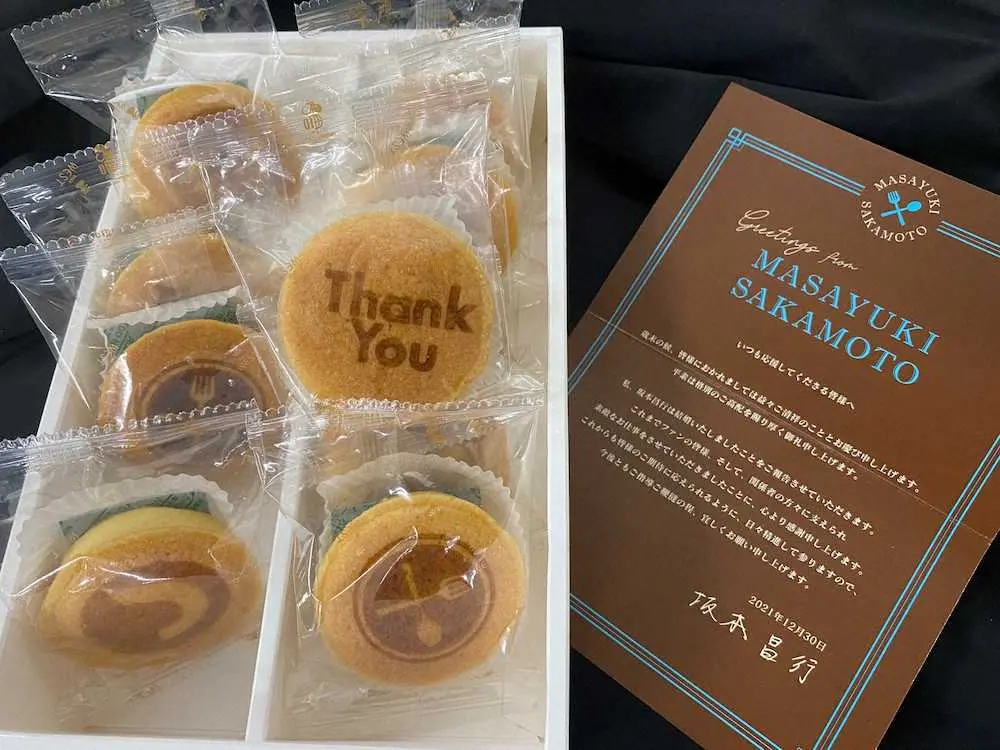 Thank
You
MASAYUKI
SAKAMOTO
Greetings from
MASAYUKI
SAKAMOTO
いつも応援してくださる皆様へ
歳末の候、皆様におかれましては益々ご清祥のこととお慶び申し上げます。
平素は格別のご高配を賜り厚く御礼申し上げます。
私、坂本昌行は結婚いたしましたことをご報告させていただきます。
これまでファンの皆様、そして、関係者の方々に支えられ
素敵なお仕事をさせていただきましたことに、心より感謝申し上げます。
これからも皆様のご期待に応えられるように、日々精進して参りますので、
今後ともご指導ご鞭撻の程、宜しくお願い申し上げます。
2021年12月30日
坂本昌行